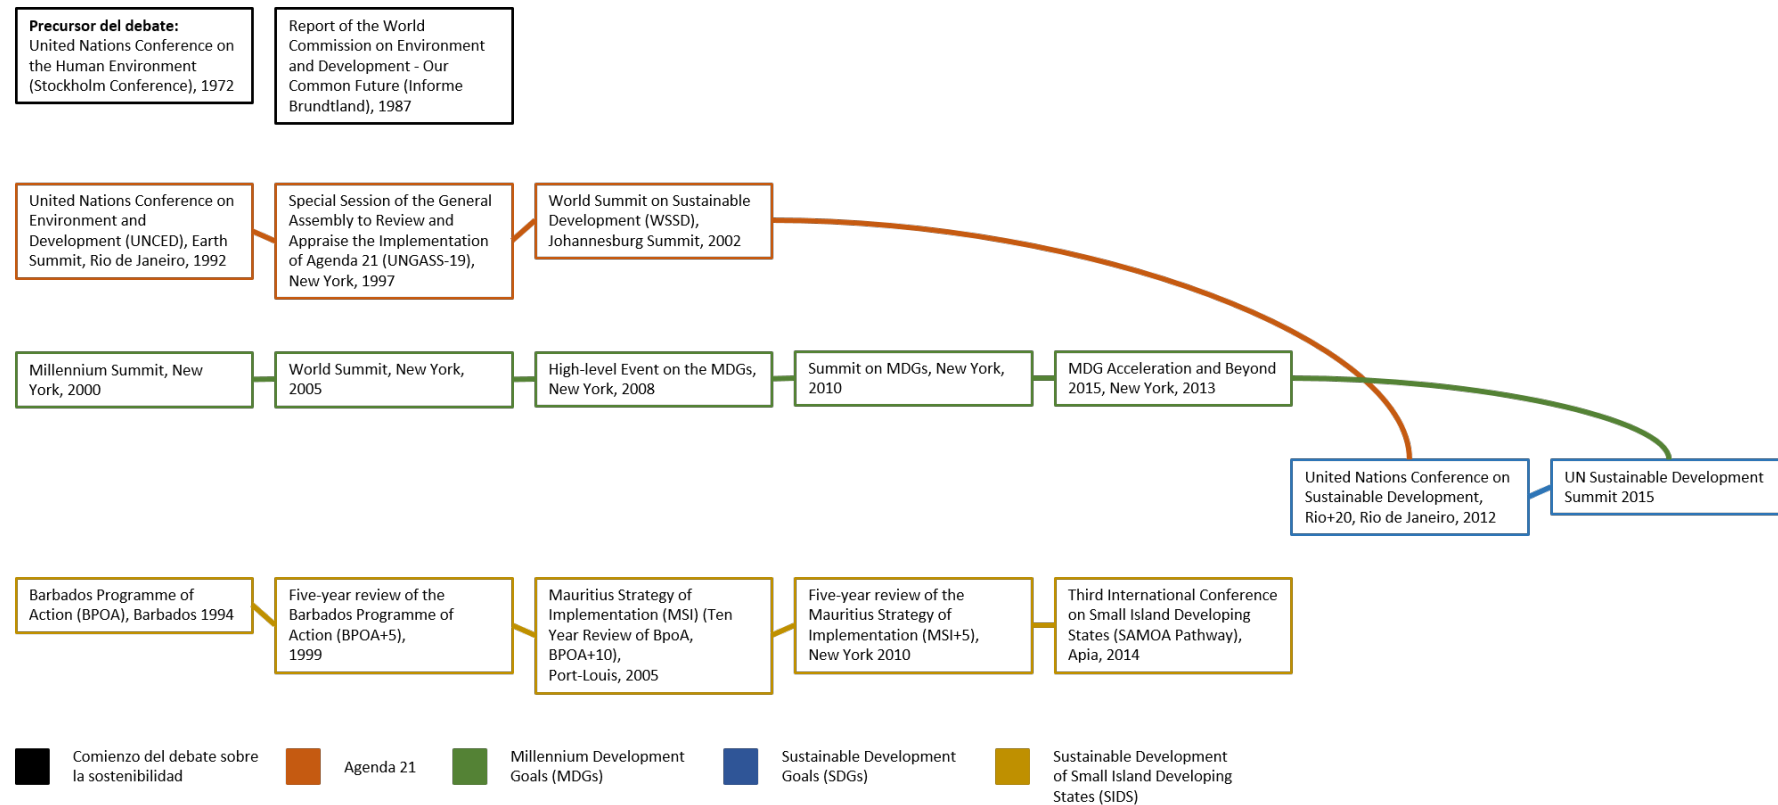 Precursor del debate:
United Nations Conference on
the Human Environment
(Stockholm Conference), 1972
Report of the World
Commission on Environment
and Development - Our
Common Future (Informe
Brundtland), 1987
United Nations Conference on
Environment and
Development (UNCED), Earth
Summit, Rio de Janeiro, 1992
Special Session of the General
Assembly to Review and
Appraise the Implementation
of Agenda 21 (UNGASS-19),
New York, 1997
World Summit on Sustainable
Development (WSSD),
Johannesburg Summit, 2002
Millennium Summit, New
York, 2000
World Summit, New York,
2005
High-level Event on the MDGs,
New York, 2008
Summit on MDGs, New York,
2010
MDG Acceleration and Beyond
2015, New York, 2013
United Nations Conference on
Sustainable Development,
Rio+20, Rio de Janeiro, 2012
UN Sustainable Development
Summit 2015
Barbados Programme of
Action (BPOA), Barbados 1994
Five-year review of the
Barbados Programme of
Action (BPOA+5),
1999
Mauritius Strategy of
Implementation (MSI) (Ten
Year Review of BpoA,
BPOA+10),
Port-Louis, 2005
Five-year review of the
Mauritius Strategy of
Implementation (MSI+5),
New York 2010
Third International Conference
on Small Island Developing
States (SAMOA Pathway),
Apia, 2014
Comienzo del debate sobre
la sostenibilidad
Agenda 21
Millennium Development
Goals (MDGs)
Sustainable Development
Goals (SDGs)
Sustainable Development
of Small Island Developing
States (SIDS)